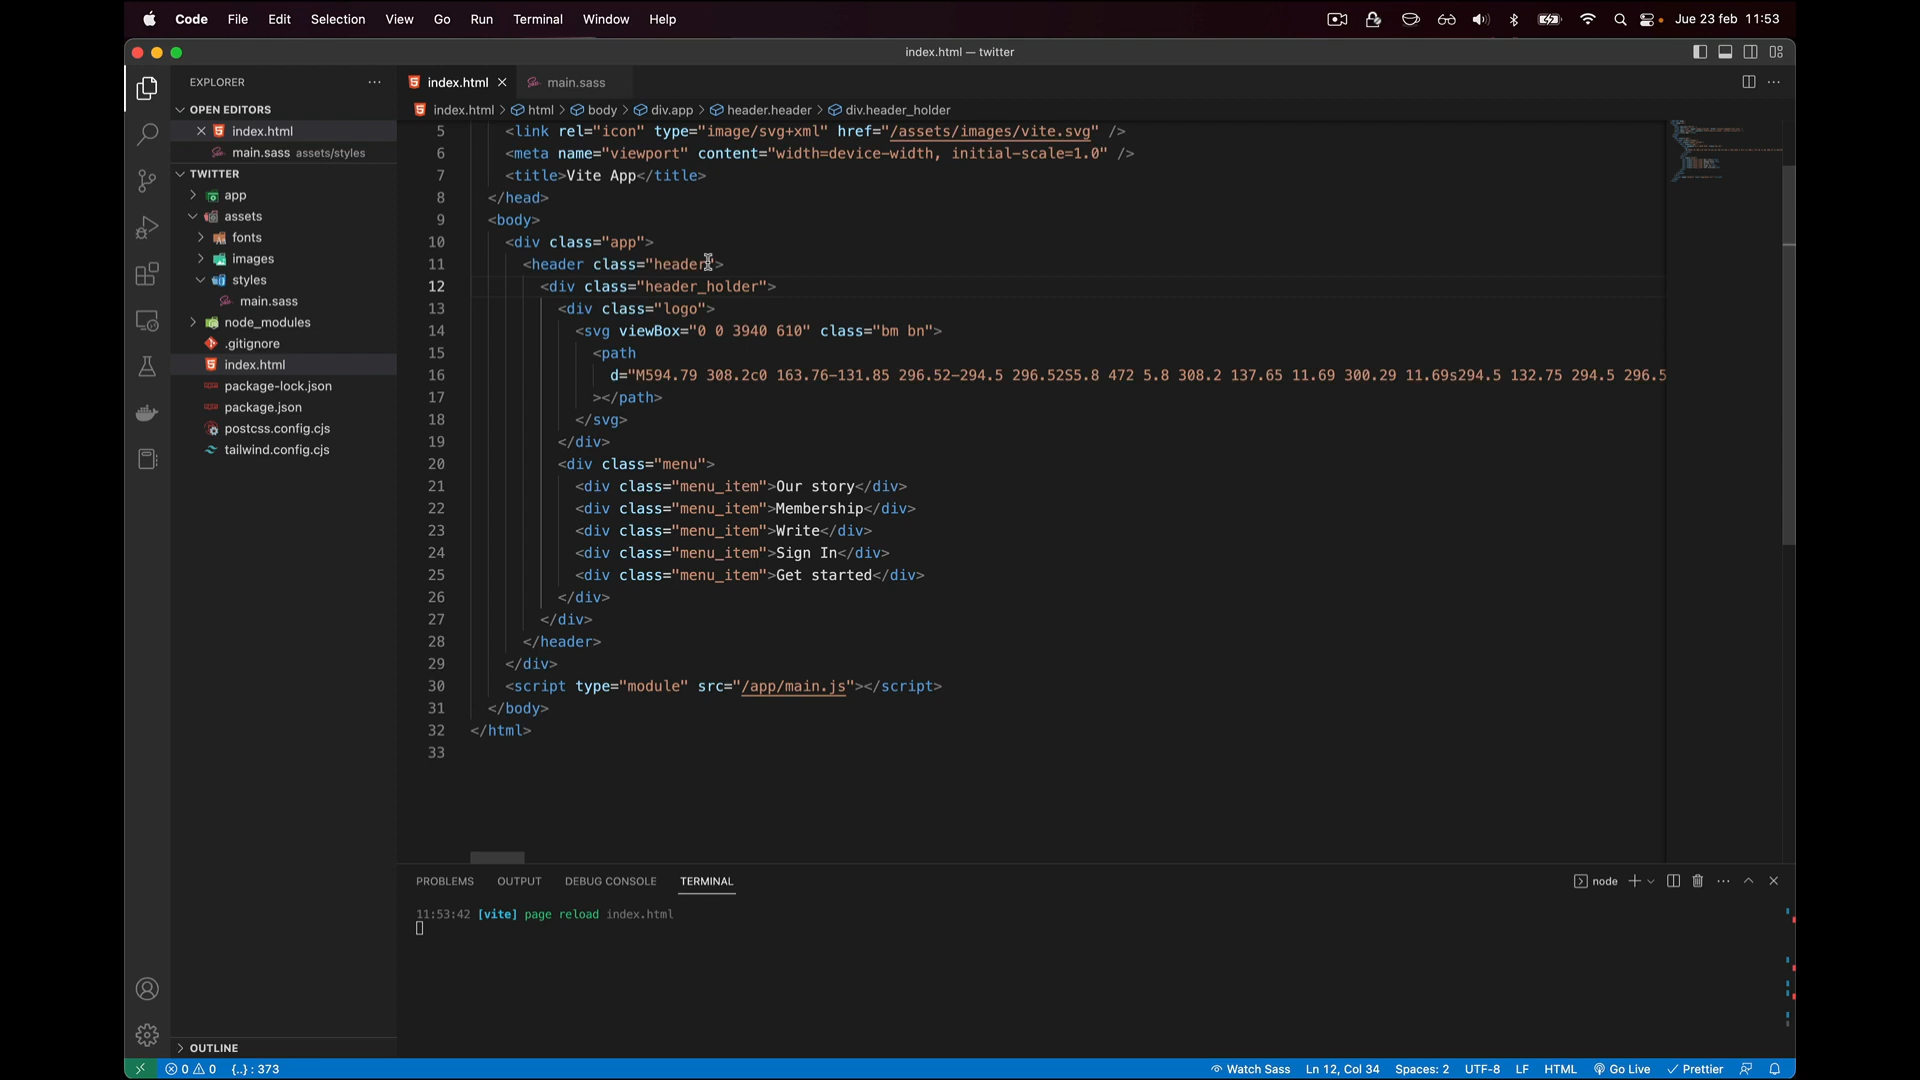 Code File Edit Selection View Go Run Terminal Window Help Jue 23 feb 11:53
index.html — twitter
EXPLORER
OPEN EDITORS
index.html
main.sass assets/styles
TWITTER
app
assets
fonts
images
styles
main.sass
node_modules
.gitignore
index.html
package-lock.json
package.json
postcss.config.cjs
tailwind.config.cjs
OUTLINE
index.html main.sass
index.html > html > body > div.app > header.header > div.header_holder
5 <link rel="icon" type="image/svg+xml" href="/assets/images/vite.svg" />
6 <meta name="viewport" content="width=device-width, initial-scale=1.0" />
7 <title>Vite App</title>
8 </head>
9 <body>
10 <div class="app">
11 <header class="header">
12 <div class="header_holder">
13 <div class="logo">
14 <svg viewBox="0 0 3940 610" class="bm bn">
15 <path
16 d="M594.79 308.2c0 163.76-131.85 296.52-294.5 296.52S5.8 472 5.8 308.2 137.65 11.69 300.29 11.69s294.5 132.75 294.5 296.5
17 ></path>
18 </svg>
19 </div>
20 <div class="menu">
21 <div class="menu_item">Our story</div>
22 <div class="menu_item">Membership</div>
23 <div class="menu_item">Write</div>
24 <div class="menu_item">Sign In</div>
25 <div class="menu_item">Get started</div>
26 </div>
27 </div>
28 </header>
29 </div>
30 <script type="module" src="/app/main.js"></script>
31 </body>
32 </html>
33
PROBLEMS OUTPUT DEBUG CONSOLE TERMINAL node
11:53:42 [vite] page reload index.html
0 0 {..} : 373 Watch Sass Ln 12, Col 34 Spaces: 2 UTF-8 LF HTML Go Live Prettier